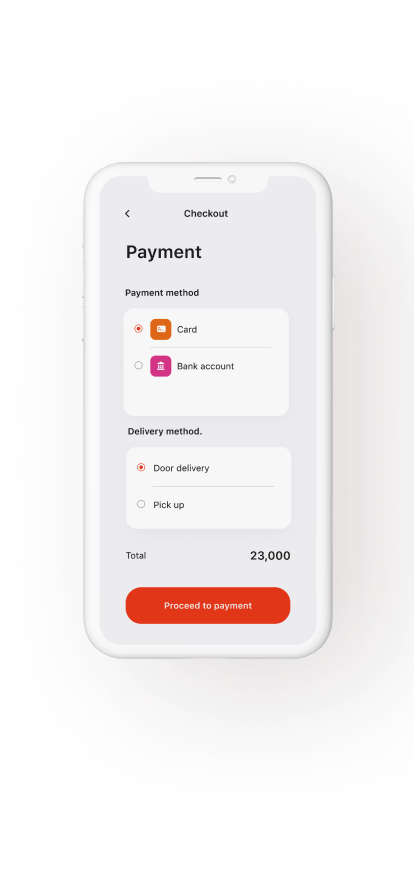 Checkout
Payment
Payment method
Card
Bank account
Delivery method.
Door delivery
Pick up
Total 23,000
Proceed to payment